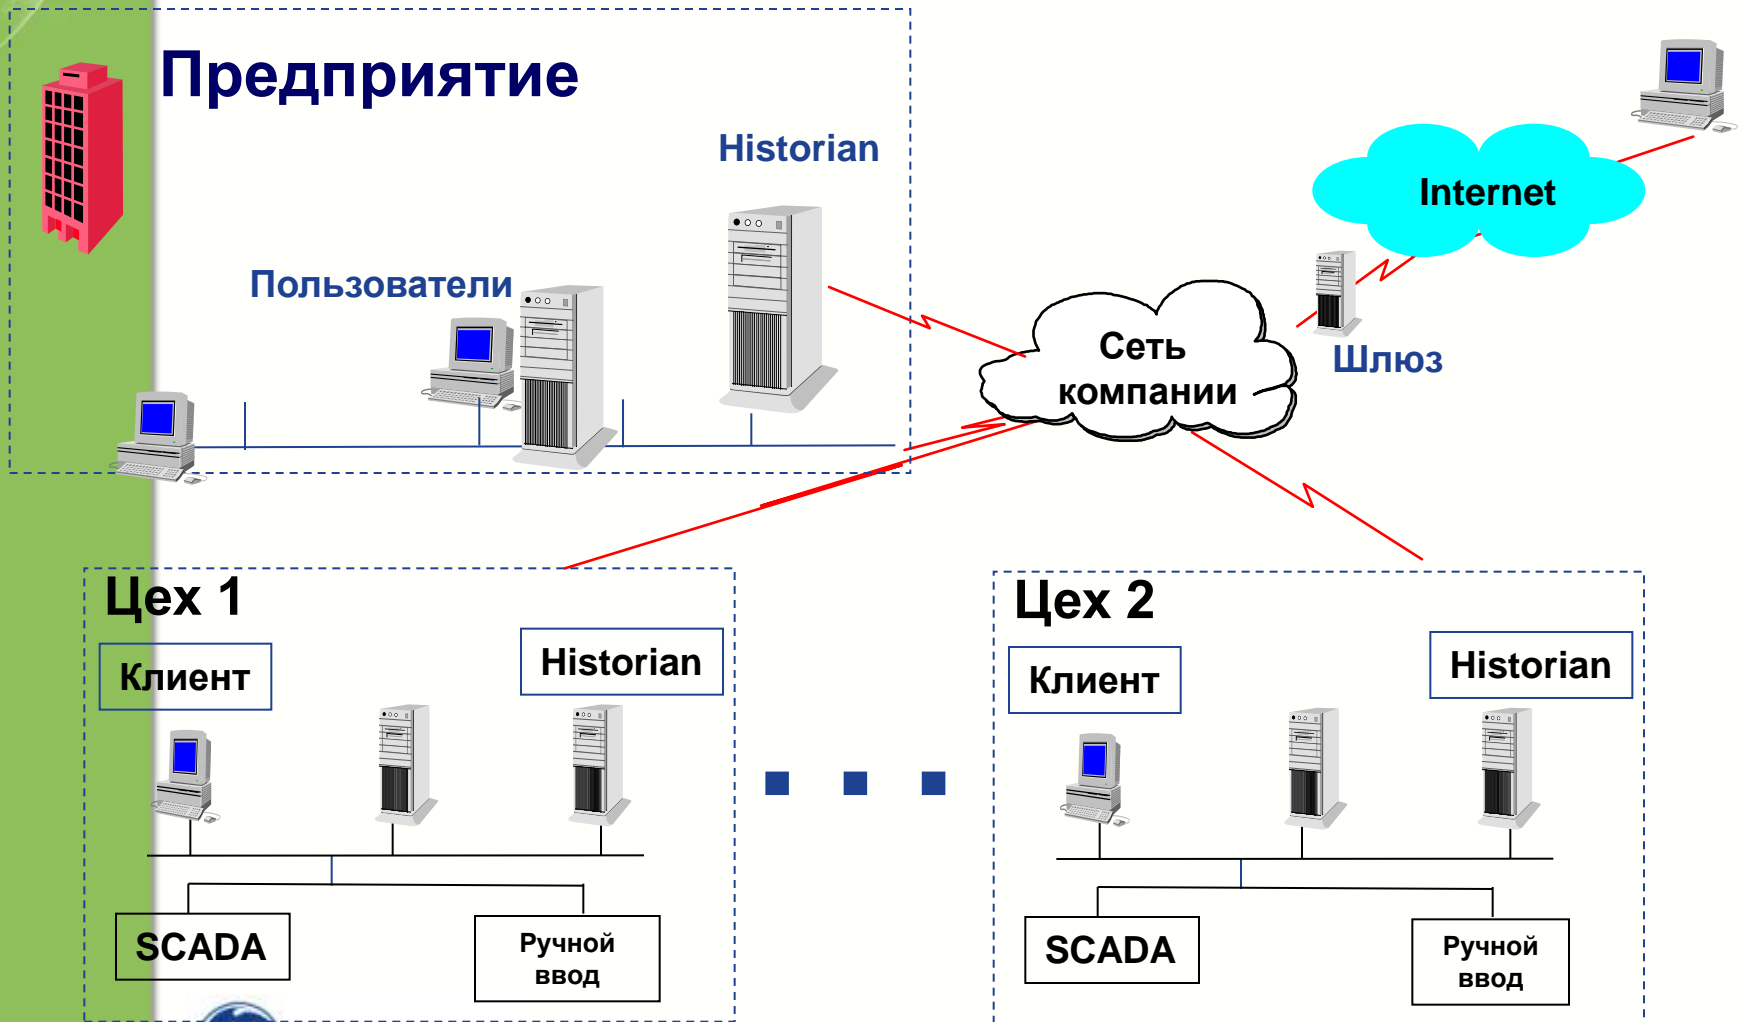 Предприятие
Historian
Internet
Пользователи
Сеть
компании
Шлюз
Цех 1
Клиент
Historian
SCADA
Ручной
ввод
Цех 2
Клиент
Historian
SCADA
Ручной
ввод